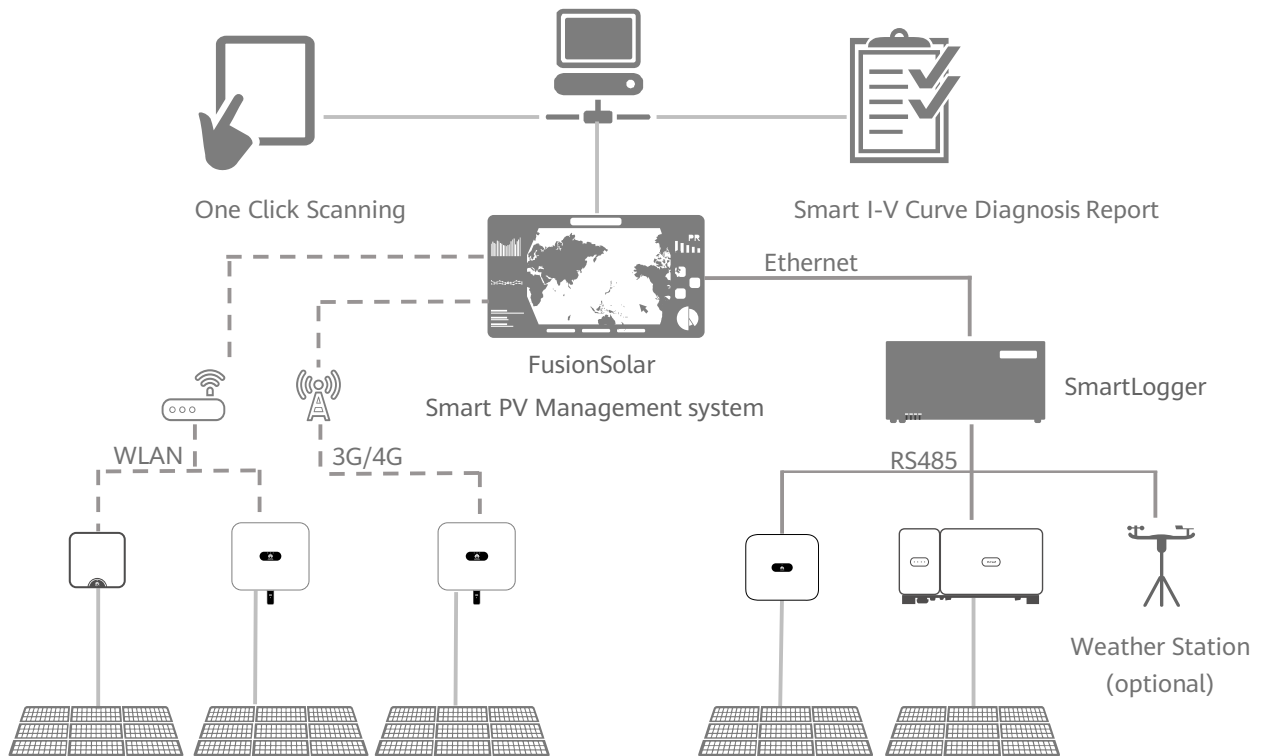 One Click Scanning
Smart I-V Curve Diagnosis Report
PR
Ethernet
FusionSolar
Smart PV Management system
SmartLogger
WLAN
3G/4G
RS485
Weather Station
(optional)